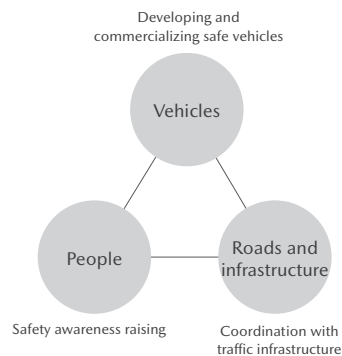 Developing and
commercializing safe vehicles
Vehicles
People
Roads and
infrastructure
Safety awareness raising
Coordination with
traffic infrastructure